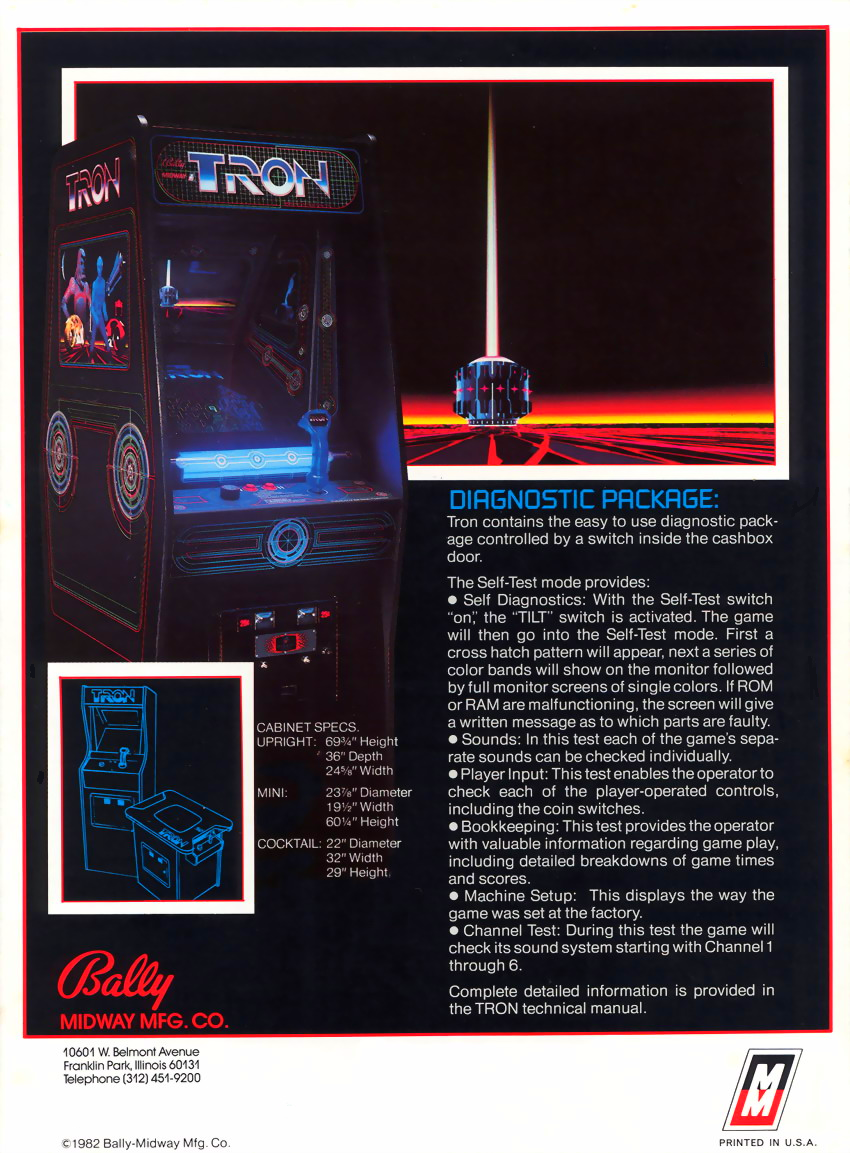 TRON
Bally
MIDWAY
TRON
TRON
TRON
DIAGNOSTIC PACKAGE:
Tron contains the easy to use diagnostic pack-
age controlled by a switch inside the cashbox
door.
The Self-Test mode provides:
● Self Diagnostics: With the Self-Test switch
“on,” the “TILT” switch is activated. The game
will then go into the Self-Test mode. First a
cross hatch pattern will appear, next a series of
color bands will show on the monitor followed
by full monitor screens of single colors. If ROM
or RAM are malfunctioning, the screen will give
a written message as to which parts are faulty.
● Sounds: In this test each of the game's sepa-
rate sounds can be checked individually.
● Player Input: This test enables the operator to
check each of the player-operated controls,
including the coin switches.
● Bookkeeping: This test provides the operator
with valuable information regarding game play,
including detailed breakdowns of game times
and scores.
● Machine Setup: This displays the way the
game was set at the factory.
● Channel Test: During this test the game will
check its sound system starting with Channel 1
through 6.
Complete detailed information is provided in
the TRON technical manual.
TRON
TRON
CABINET SPECS.
UPRIGHT: 69¾" Height
36" Depth
24⅝" Width
MINI: 23⅞" Diameter
19½" Width
60¼" Height
COCKTAIL: 22" Diameter
32" Width
29" Height
Bally
MIDWAY MFG. CO.
10601 W. Belmont Avenue
Franklin Park, Illinois 60131
Telephone (312) 451-9200
©1982 Bally-Midway Mfg. Co.
M
M
PRINTED IN U.S.A.